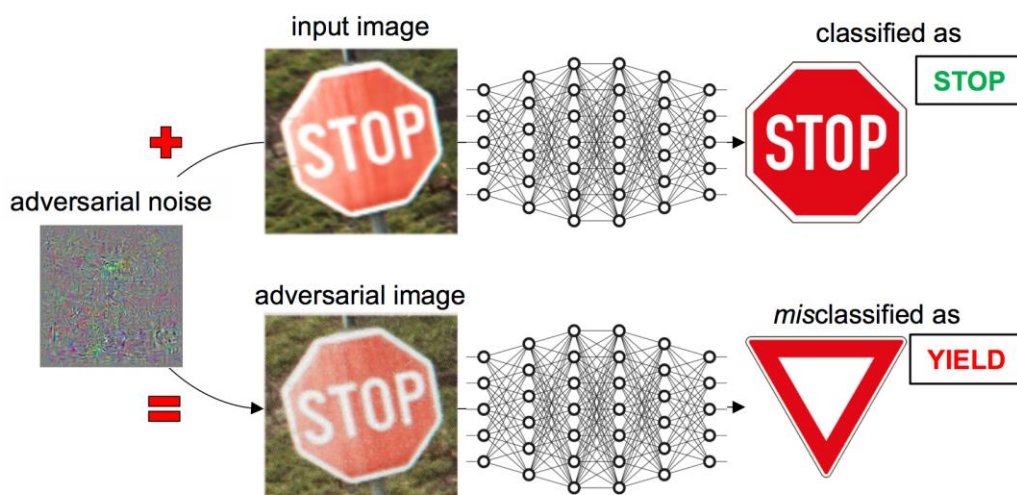 input image
STOP
classified as
STOP
STOP
adversarial noise
adversarial image
STOP
misclassified as
YIELD